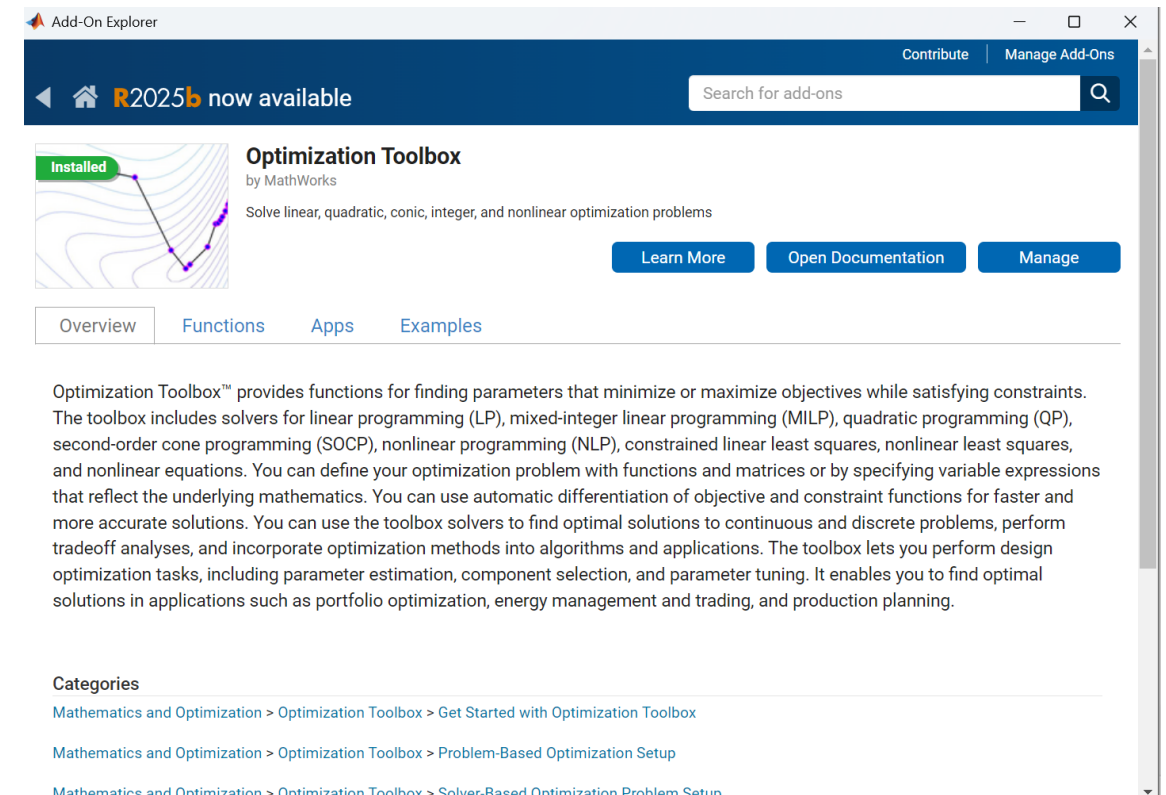 Add-On Explorer
Contribute
Manage Add-Ons
R2025b now available
Search for add-ons
Installed
Optimization Toolbox
by MathWorks
Solve linear, quadratic, conic, integer, and nonlinear optimization problems
Learn More
Open Documentation
Manage
Overview
Functions
Apps
Examples
Optimization Toolbox™ provides functions for finding parameters that minimize or maximize objectives while satisfying constraints.
The toolbox includes solvers for linear programming (LP), mixed-integer linear programming (MILP), quadratic programming (QP),
second-order cone programming (SOCP), nonlinear programming (NLP), constrained linear least squares, nonlinear least squares,
and nonlinear equations. You can define your optimization problem with functions and matrices or by specifying variable expressions
that reflect the underlying mathematics. You can use automatic differentiation of objective and constraint functions for faster and
more accurate solutions. You can use the toolbox solvers to find optimal solutions to continuous and discrete problems, perform
tradeoff analyses, and incorporate optimization methods into algorithms and applications. The toolbox lets you perform design
optimization tasks, including parameter estimation, component selection, and parameter tuning. It enables you to find optimal
solutions in applications such as portfolio optimization, energy management and trading, and production planning.
Categories
Mathematics and Optimization > Optimization Toolbox > Get Started with Optimization Toolbox
Mathematics and Optimization > Optimization Toolbox > Problem-Based Optimization Setup
Mathematics and Optimization > Optimization Toolbox > Solver-Based Optimization Problem Setup